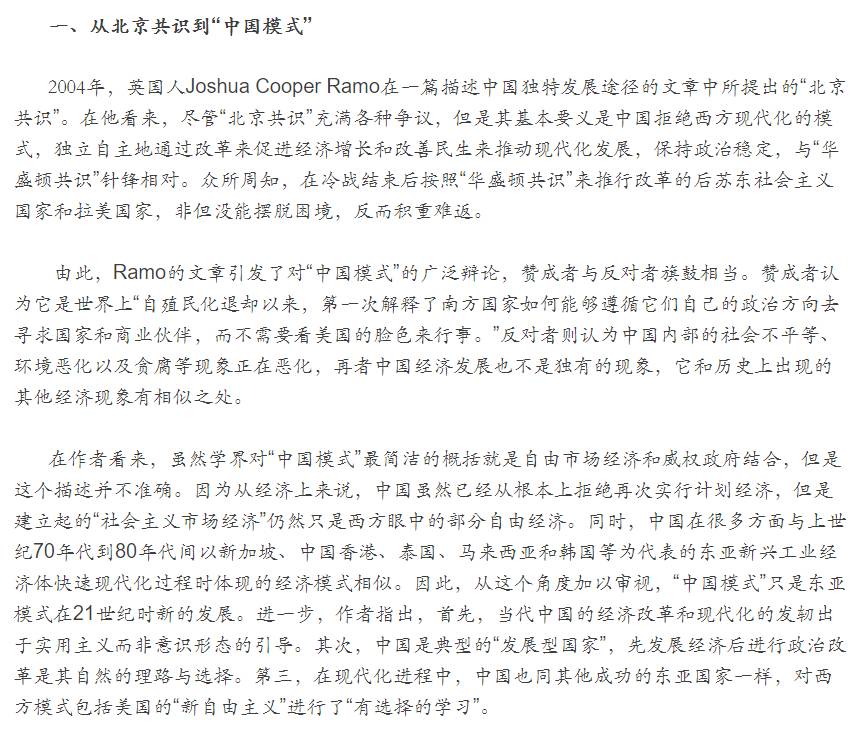 一、从北京共识到“中国模式”
2004年，英国人Joshua Cooper Ramo在一篇描述中国独特发展途径的文章中所提出的“北京
共识”。在他看来，尽管“北京共识”充满各种争议，但是其基本要义是中国拒绝西方现代化的模
式，独立自主地通过改革来促进经济增长和改善民生来推动现代化发展，保持政治稳定，与“华
盛顿共识”针锋相对。众所周知，在冷战结束后按照“华盛顿共识”来推行改革的后苏东社会主义
国家和拉美国家，非但没能摆脱困境，反而积重难返。
由此，Ramo的文章引发了对“中国模式”的广泛辩论，赞成者与反对者旗鼓相当。赞成者认
为它是世界上“自殖民化退却以来，第一次解释了南方国家如何能够遵循它们自己的政治方向去
寻求国家和商业伙伴，而不需要看美国的脸色来行事。”反对者则认为中国内部的社会不平等、
环境恶化以及贪腐等现象正在恶化，再者中国经济发展也不是独有的现象，它和历史上出现的
其他经济现象有相似之处。
在作者看来，虽然学界对“中国模式”最简洁的概括就是自由市场经济和威权政府结合，但是
这个描述并不准确。因为从经济上来说，中国虽然已经从根本上拒绝再次实行计划经济，但是
建立起的“社会主义市场经济”仍然只是西方眼中的部分自由经济。同时，中国在很多方面与上世
纪70年代到80年代间以新加坡、中国香港、泰国、马来西亚和韩国等为代表的东亚新兴工业经
济体快速现代化过程时体现的经济模式相似。因此，从这个角度加以审视，“中国模式”只是东亚
模式在21世纪时新的发展。进一步，作者指出，首先，当代中国的经济改革和现代化的发轫出
于实用主义而非意识形态的引导。其次，中国是典型的“发展型国家”，先发展经济后进行政治改
革是其自然的理路与选择。第三，在现代化进程中，中国也同其他成功的东亚国家一样，对西
方模式包括美国的“新自由主义”进行了“有选择的学习”。